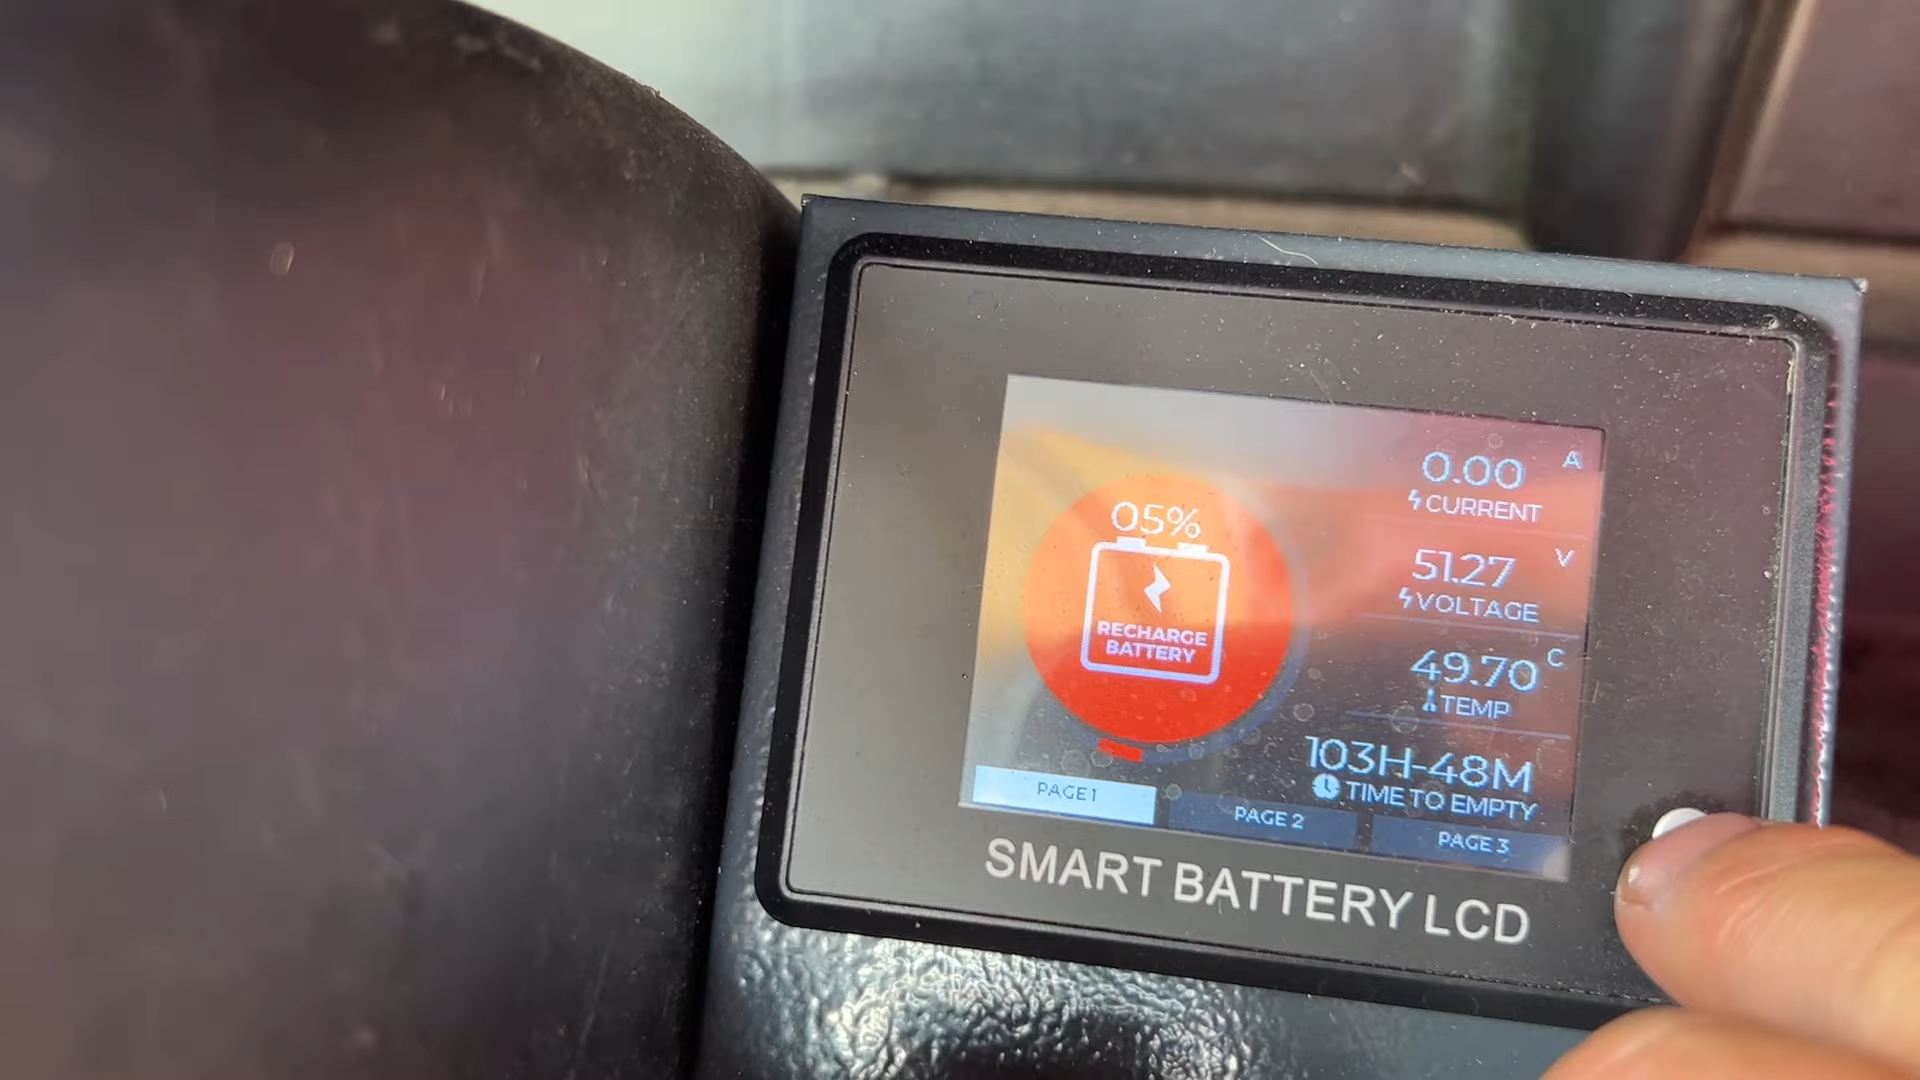 05%
RECHARGE
BATTERY
0.00 A
CURRENT
51.27 V
VOLTAGE
49.70 C
TEMP
103H-48M
TIME TO EMPTY
PAGE 1
PAGE 2
PAGE 3
SMART BATTERY LCD